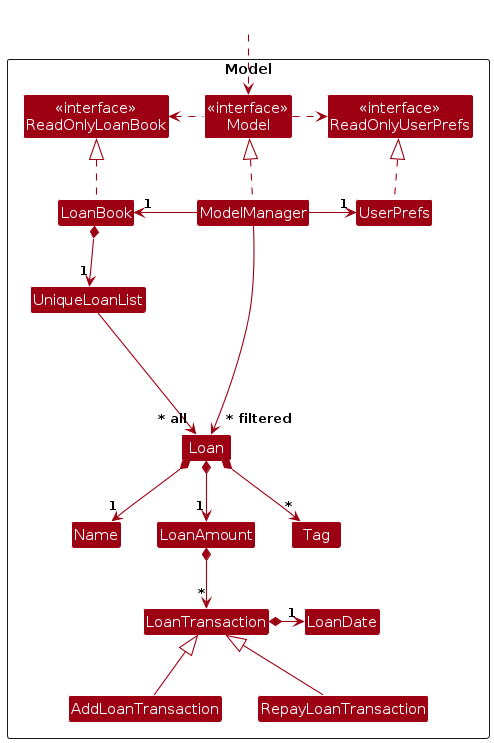 Model
«interface»
ReadOnlyLoanBook
«interface»
Model
«interface»
ReadOnlyUserPrefs
LoanBook
1
ModelManager
1
UserPrefs
1
UniqueLoanList
* all
* filtered
Loan
1
1
*
Name
LoanAmount
Tag
*
LoanTransaction
1
LoanDate
AddLoanTransaction
RepayLoanTransaction